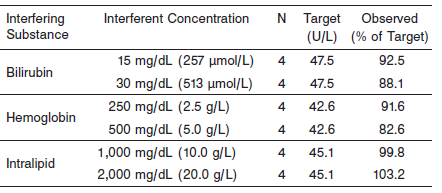 Interfering Substance Interferent Concentration N Target (U/L) Observed (% of Target)
Bilirubin 15 mg/dL (257 µmol/L) 4 47.5 92.5
30 mg/dL (513 µmol/L) 4 47.5 88.1
Hemoglobin 250 mg/dL (2.5 g/L) 4 42.6 91.6
500 mg/dL (5.0 g/L) 4 42.6 82.6
Intralipid 1,000 mg/dL (10.0 g/L) 4 45.1 99.8
2,000 mg/dL (20.0 g/L) 4 45.1 103.2